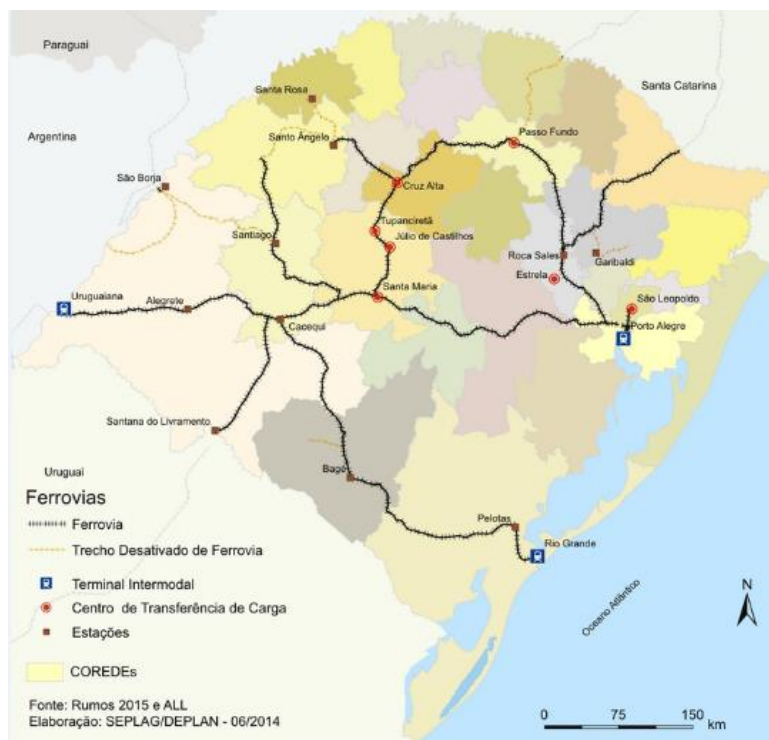 Paraguai
Santa Catarina
Santa Rosa
Argentina
Santo Ângelo
Passo Fundo
São Borja
Cruz Alta
Tupanciretã
Santiago
Júlio de Castilhos
Roca Sales
Garibaldi
Estrela
Uruguaiana
Alegrete
Santa Maria
São Leopoldo
Cacequi
Porto Alegre
Santana do Livramento
Uruguai
Bagé
Ferrovias
Ferrovia
Pelotas
Trecho Desativado de Ferrovia
Rio Grande
Terminal Intermodal
Centro de Transferência de Carga
Oceano Atlântico
N
Estações
COREDEs
Fonte: Rumos 2015 e ALL
Elaboração: SEPLAG/DEPLAN - 06/2014
0 75 150
km